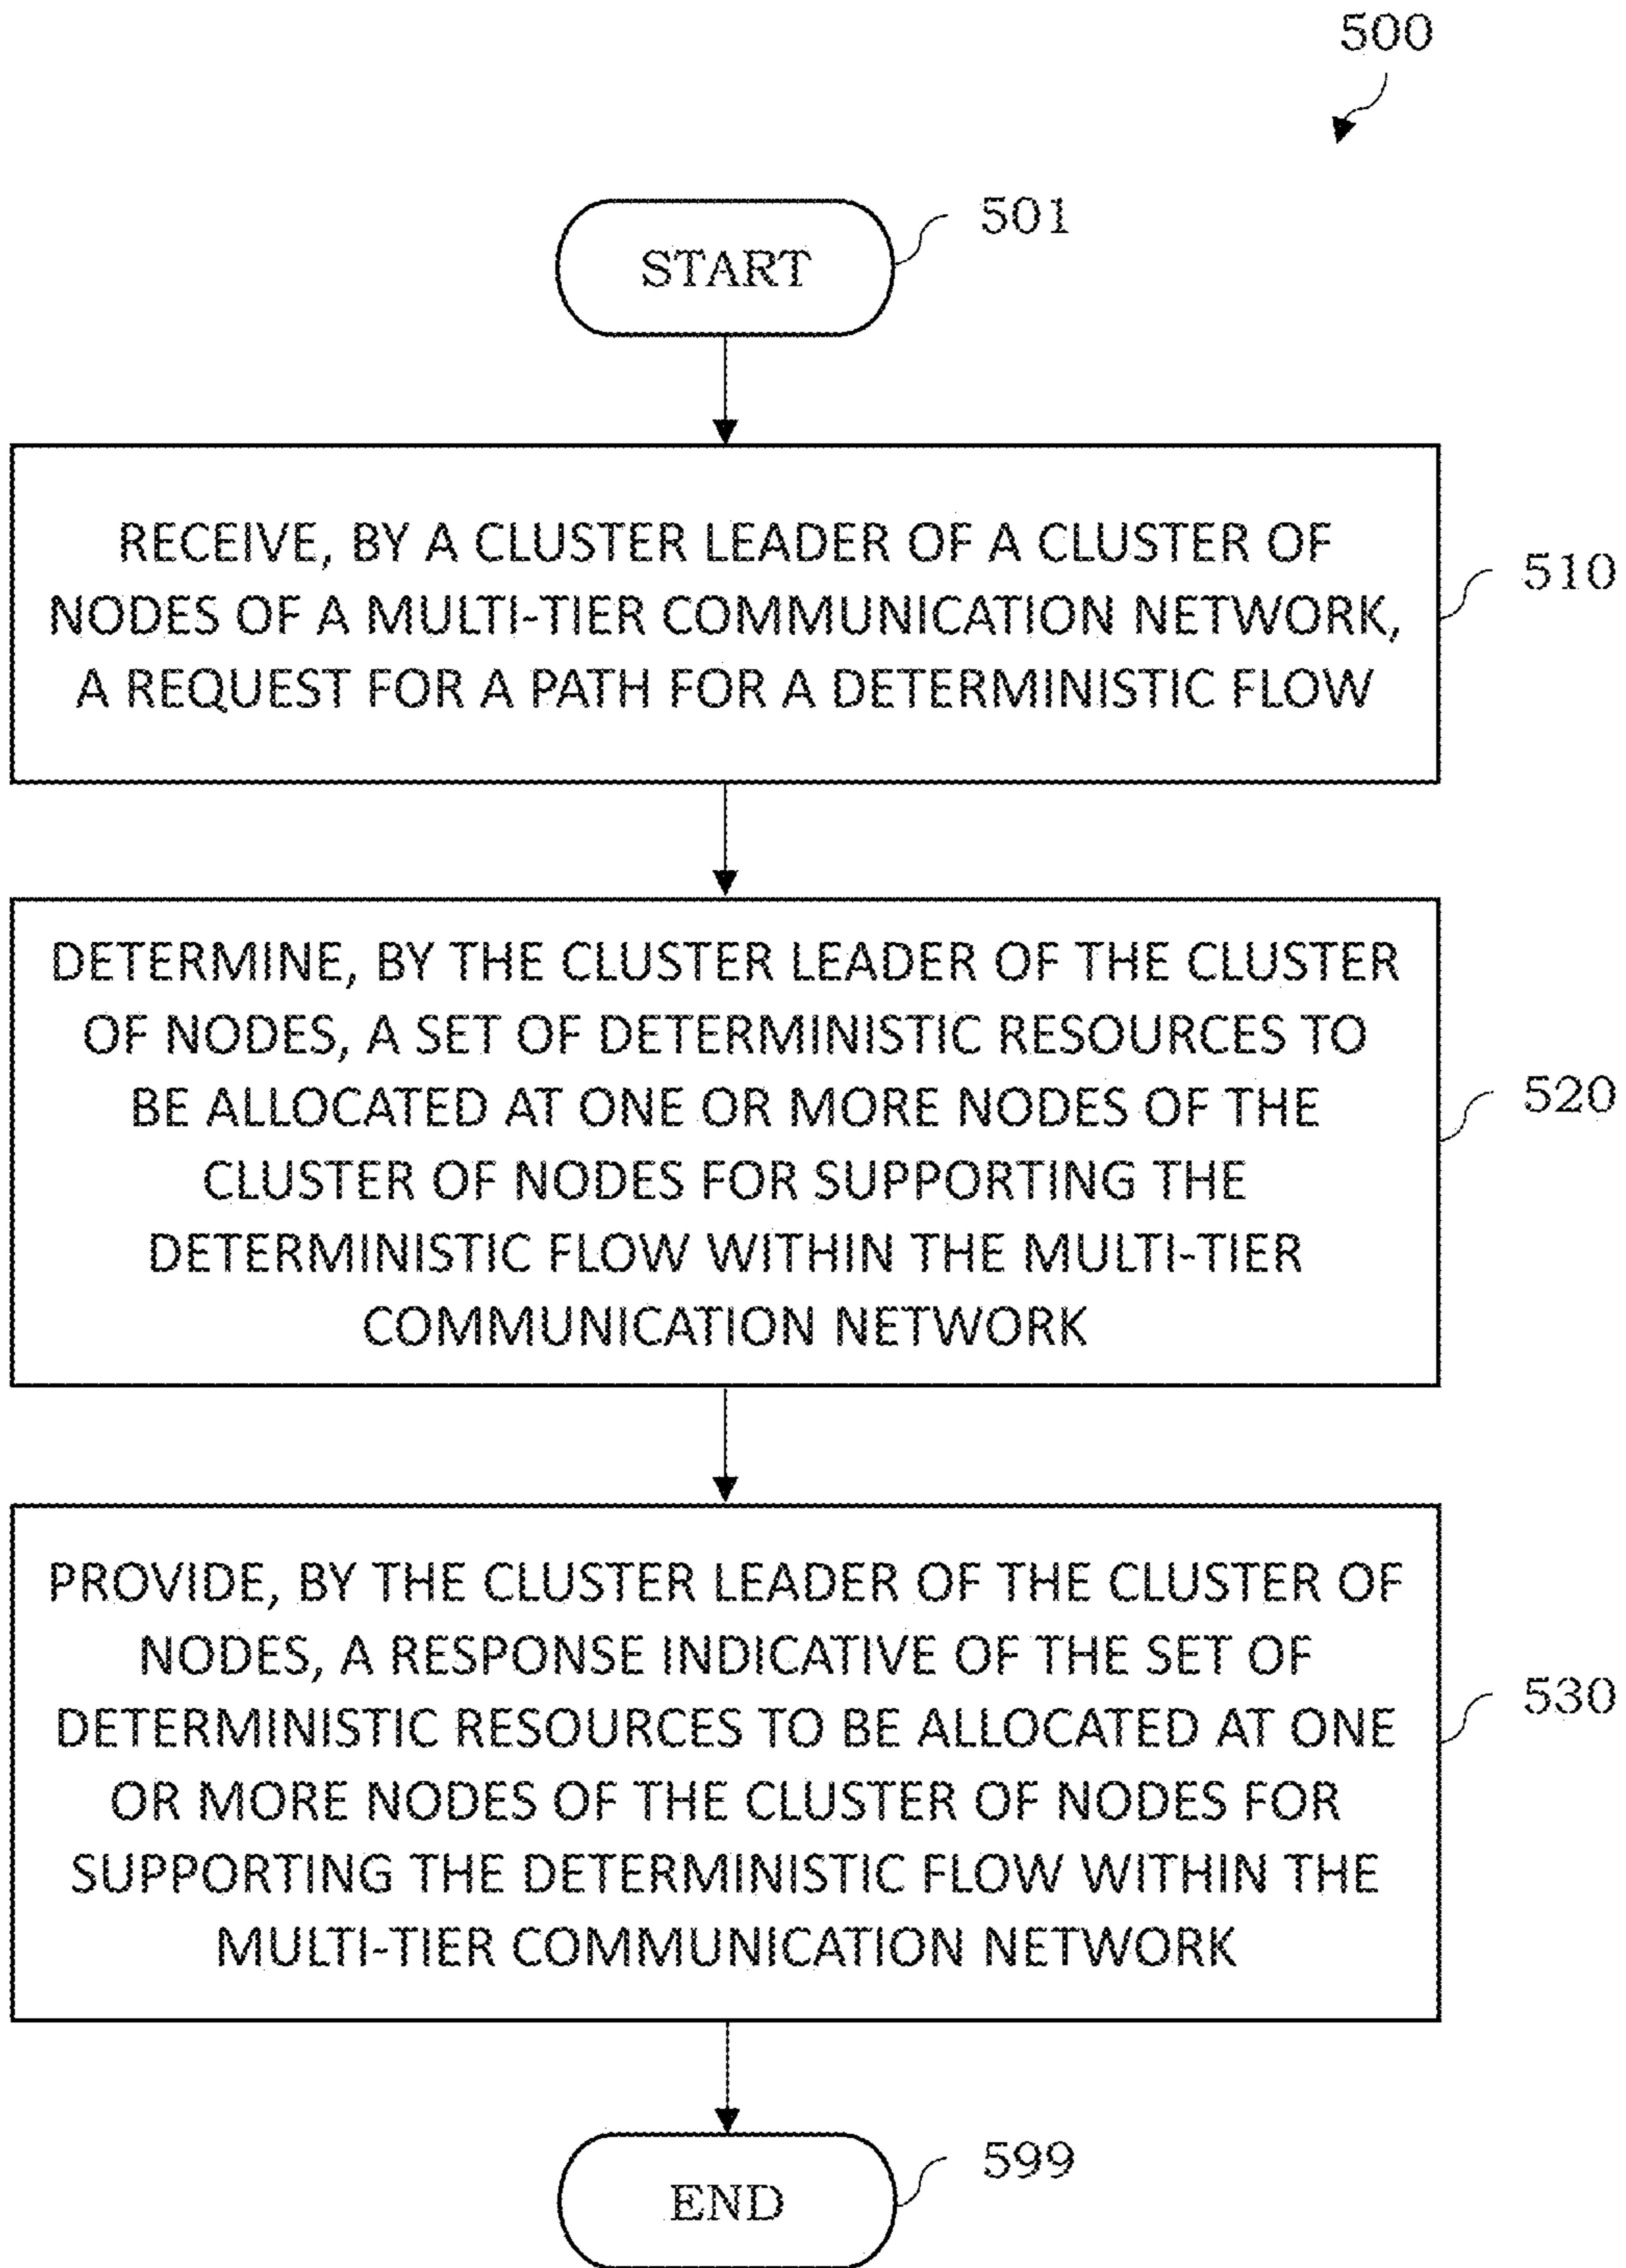 500
START
501
RECEIVE, BY A CLUSTER LEADER OF A CLUSTER OF
NODES OF A MULTI-TIER COMMUNICATION NETWORK,
A REQUEST FOR A PATH FOR A DETERMINISTIC FLOW
510
DETERMINE, BY THE CLUSTER LEADER OF THE CLUSTER
OF NODES, A SET OF DETERMINISTIC RESOURCES TO
BE ALLOCATED AT ONE OR MORE NODES OF THE
CLUSTER OF NODES FOR SUPPORTING THE
DETERMINISTIC FLOW WITHIN THE MULTI-TIER
COMMUNICATION NETWORK
520
PROVIDE, BY THE CLUSTER LEADER OF THE CLUSTER OF
NODES, A RESPONSE INDICATIVE OF THE SET OF
DETERMINISTIC RESOURCES TO BE ALLOCATED AT ONE
OR MORE NODES OF THE CLUSTER OF NODES FOR
SUPPORTING THE DETERMINISTIC FLOW WITHIN THE
MULTI-TIER COMMUNICATION NETWORK
530
END
599